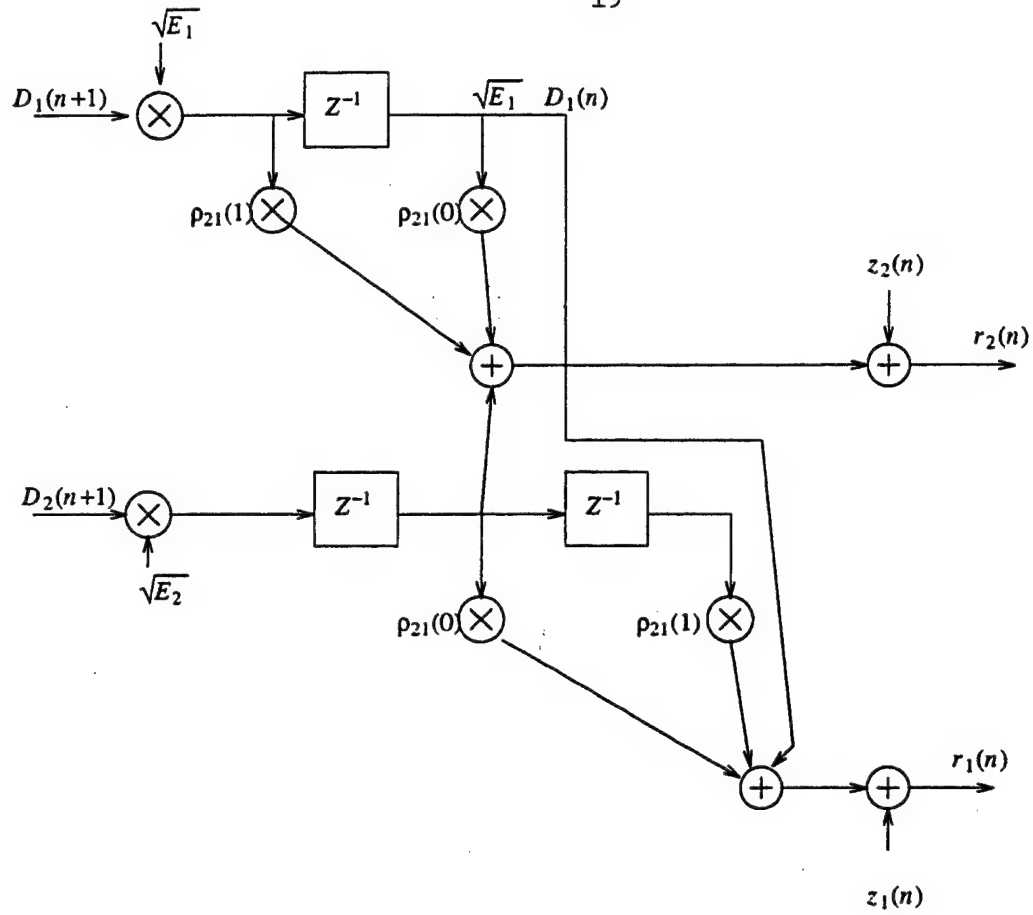 √E₁
D₁(n+1)
Z⁻¹
√E₁ D₁(n)
ρ₂₁(1)
ρ₂₁(0)
z₂(n)
r₂(n)
D₂(n+1)
Z⁻¹
Z⁻¹
√E₂
ρ₂₁(0)
ρ₂₁(1)
r₁(n)
z₁(n)